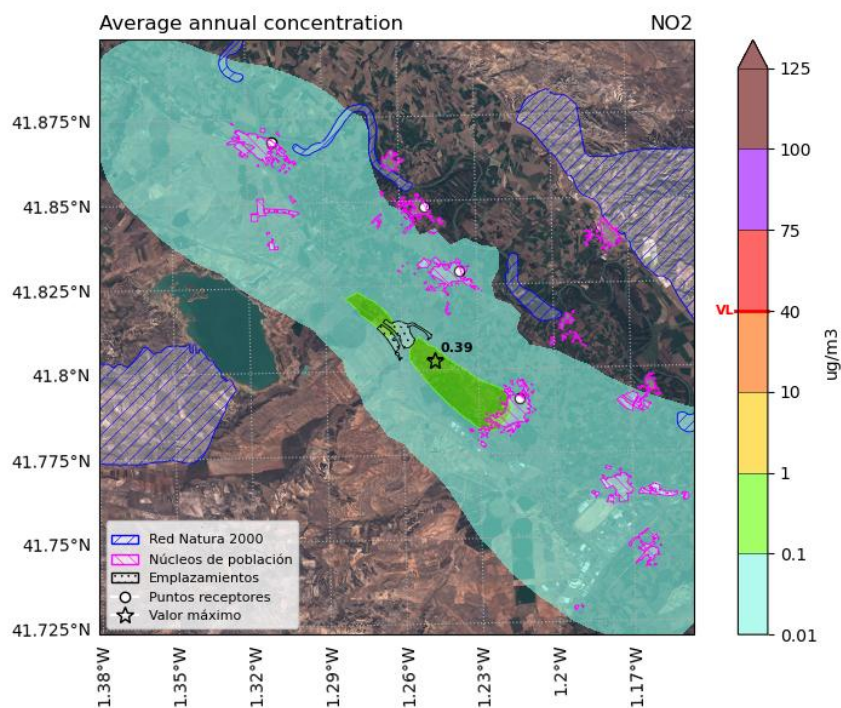 Average annual concentration NO2
41.875°N
41.85°N
41.825°N
41.8°N
41.775°N
41.75°N
41.725°N
0.39
Red Natura 2000
Núcleos de población
Emplazamientos
Puntos receptores
Valor máximo
1.38°W
1.35°W
1.32°W
1.29°W
1.26°W
1.23°W
1.2°W
1.17°W
125
100
75
VL 40
10
1
0.1
0.01
ug/m3